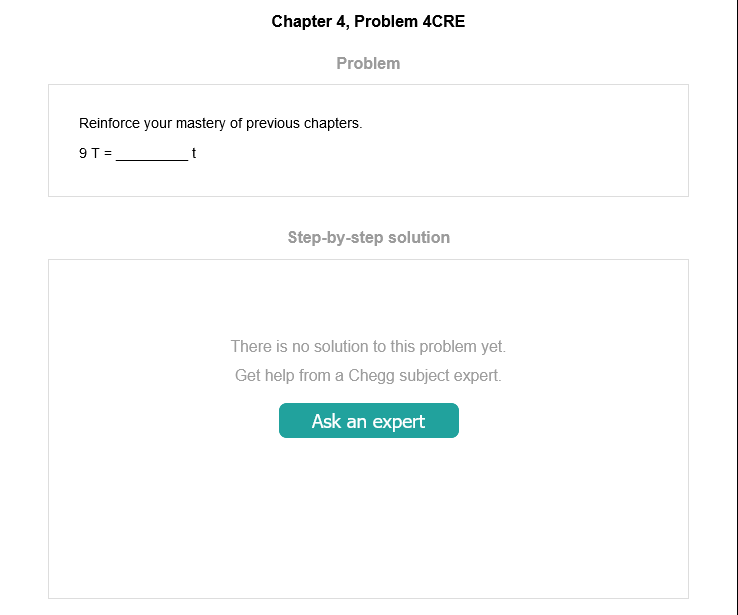 Chapter 4, Problem 4CRE
Problem
Reinforce your mastery of previous chapters.
9 T = _________ t
Step-by-step solution
There is no solution to this problem yet.
Get help from a Chegg subject expert.
Ask an expert